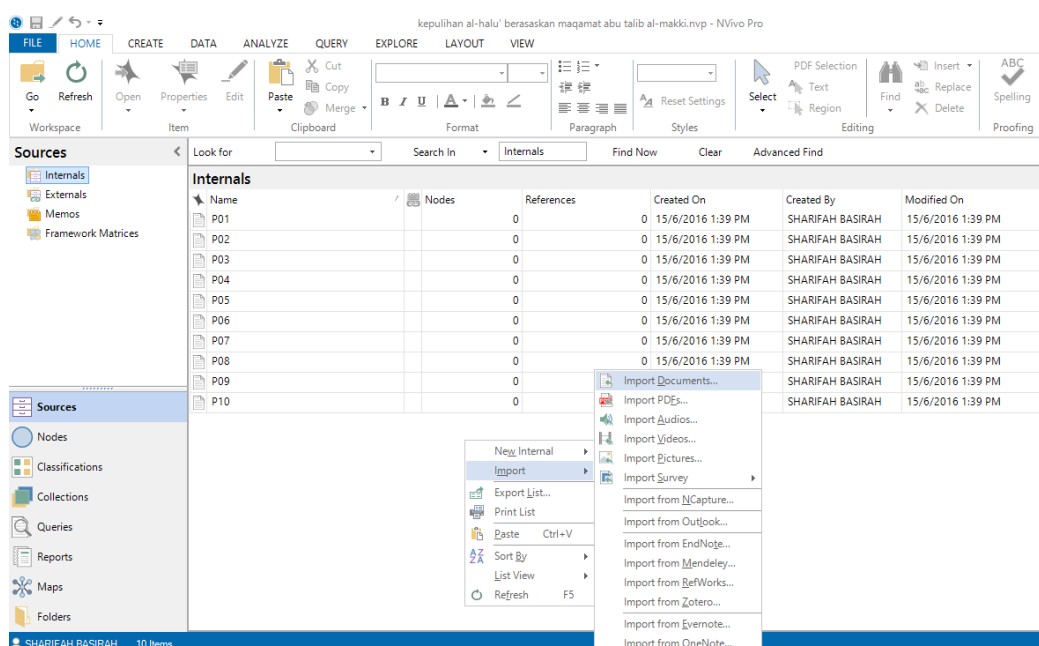 kepulihan al-halu' berasaskan maqamat abu talib al-makki.nvp - NVivo Pro
FILE HOME CREATE DATA ANALYZE QUERY EXPLORE LAYOUT VIEW
Go Refresh Open Properties Edit Paste Cut Copy Merge B I U A Reset Settings Select PDF Selection Text Region Find Insert Replace Delete ABC Spelling
Workspace Item Clipboard Format Paragraph Styles Editing Proofing
Sources
Internals
Externals
Memos
Framework Matrices
Look for Search In Internals Find Now Clear Advanced Find
Internals
Name Nodes References Created On Created By Modified On
P01 0 0 15/6/2016 1:39 PM SHARIFAH BASIRAH 15/6/2016 1:39 PM
P02 0 0 15/6/2016 1:39 PM SHARIFAH BASIRAH 15/6/2016 1:39 PM
P03 0 0 15/6/2016 1:39 PM SHARIFAH BASIRAH 15/6/2016 1:39 PM
P04 0 0 15/6/2016 1:39 PM SHARIFAH BASIRAH 15/6/2016 1:39 PM
P05 0 0 15/6/2016 1:39 PM SHARIFAH BASIRAH 15/6/2016 1:39 PM
P06 0 0 15/6/2016 1:39 PM SHARIFAH BASIRAH 15/6/2016 1:39 PM
P07 0 0 15/6/2016 1:39 PM SHARIFAH BASIRAH 15/6/2016 1:39 PM
P08 0 0 15/6/2016 1:39 PM SHARIFAH BASIRAH 15/6/2016 1:39 PM
P09 0 SHARIFAH BASIRAH 15/6/2016 1:39 PM
P10 0 SHARIFAH BASIRAH 15/6/2016 1:39 PM
New Internal
Import
Export List...
Print List
Paste Ctrl+V
Sort By
List View
Refresh F5
Import Documents...
Import PDFs...
Import Audios...
Import Videos...
Import Pictures...
Import Survey
Import from NCapture...
Import from Outlook...
Import from EndNote...
Import from Mendeley...
Import from RefWorks...
Import from Zotero...
Import from Evernote...
Import from OneNote...
Sources
Nodes
Classifications
Collections
Queries
Reports
Maps
Folders
SHARIFAH BASIRAH 10 Items